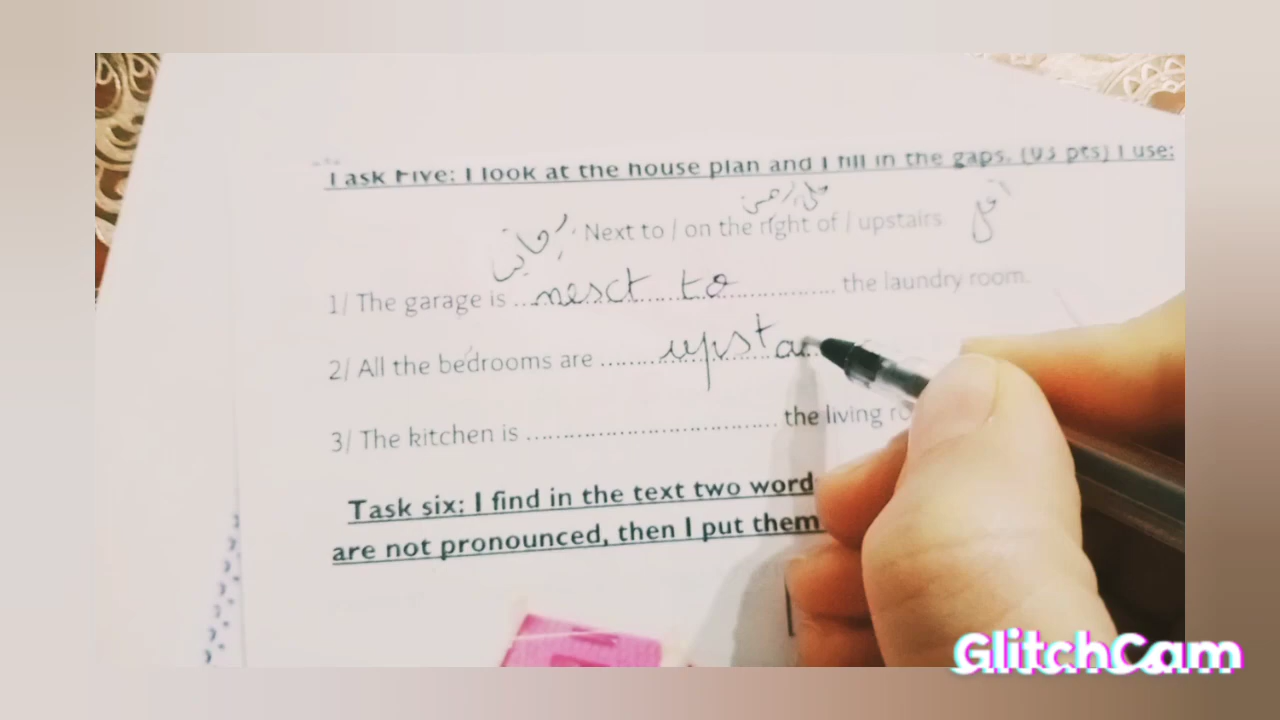 Task Five: I look at the house plan and I fill in the gaps. (03 pts) I use:
Next to / on the right of / upstairs
1/ The garage is ...nesct to............... the laundry room.
2/ All the bedrooms are ........upsta
3/ The kitchen is ................................. the living ro
Task six: I find in the text two word
are not pronounced, then I put them
GlitchCam